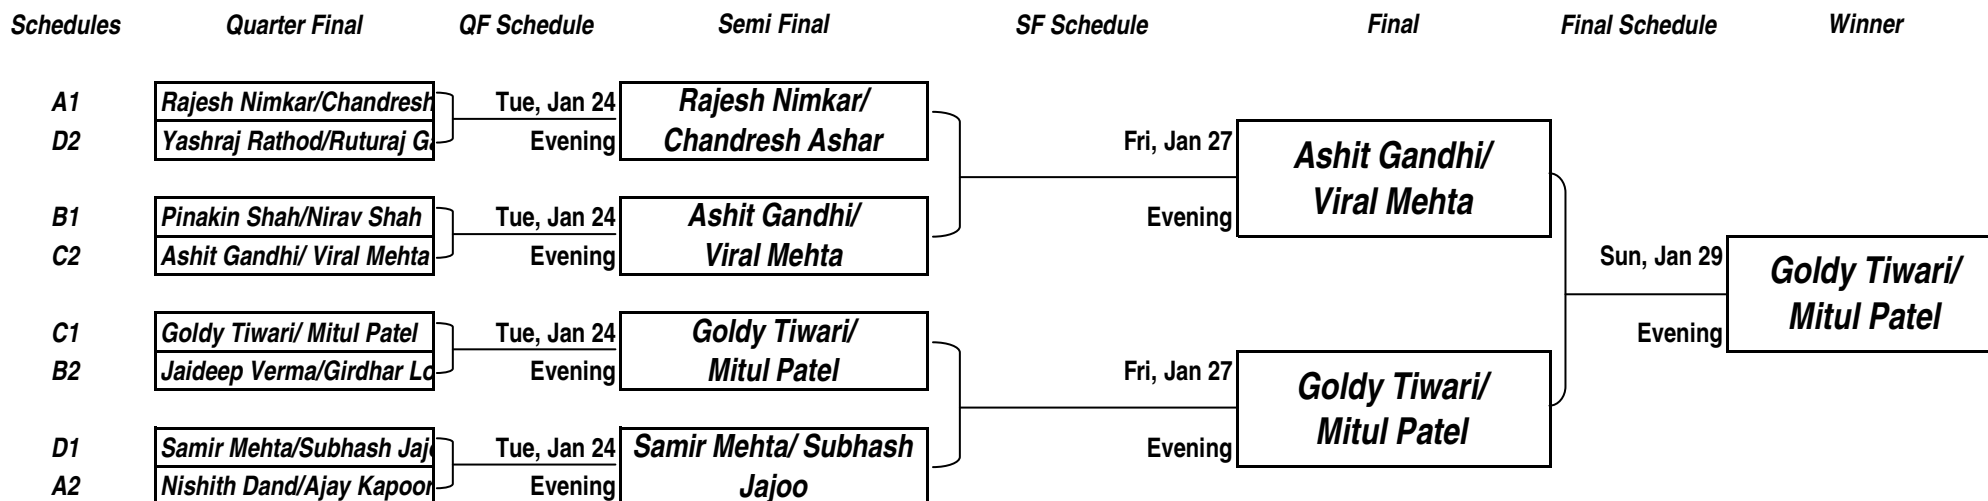 Schedules Quarter Final QF Schedule Semi Final SF Schedule Final Final Schedule Winner
A1 Rajesh Nimkar/Chandresh Tue, Jan 24 Rajesh Nimkar/
D2 Yashraj Rathod/Ruturaj Evening Chandresh Ashar Fri, Jan 27 Ashit Gandhi/
Viral Mehta
B1 Pinakin Shah/Nirav Shah Tue, Jan 24 Ashit Gandhi/ Evening
C2 Ashit Gandhi/ Viral Mehta Evening Viral Mehta Sun, Jan 29 Goldy Tiwari/
Mitul Patel
C1 Goldy Tiwari/ Mitul Patel Tue, Jan 24 Goldy Tiwari/ Evening
B2 Jaideep Verma/Girdhar Evening Mitul Patel Fri, Jan 27 Goldy Tiwari/
Mitul Patel
D1 Samir Mehta/Subhash Tue, Jan 24 Samir Mehta/ Subhash Evening
A2 Nishith Dand/Ajay Kapoor Evening Jajoo